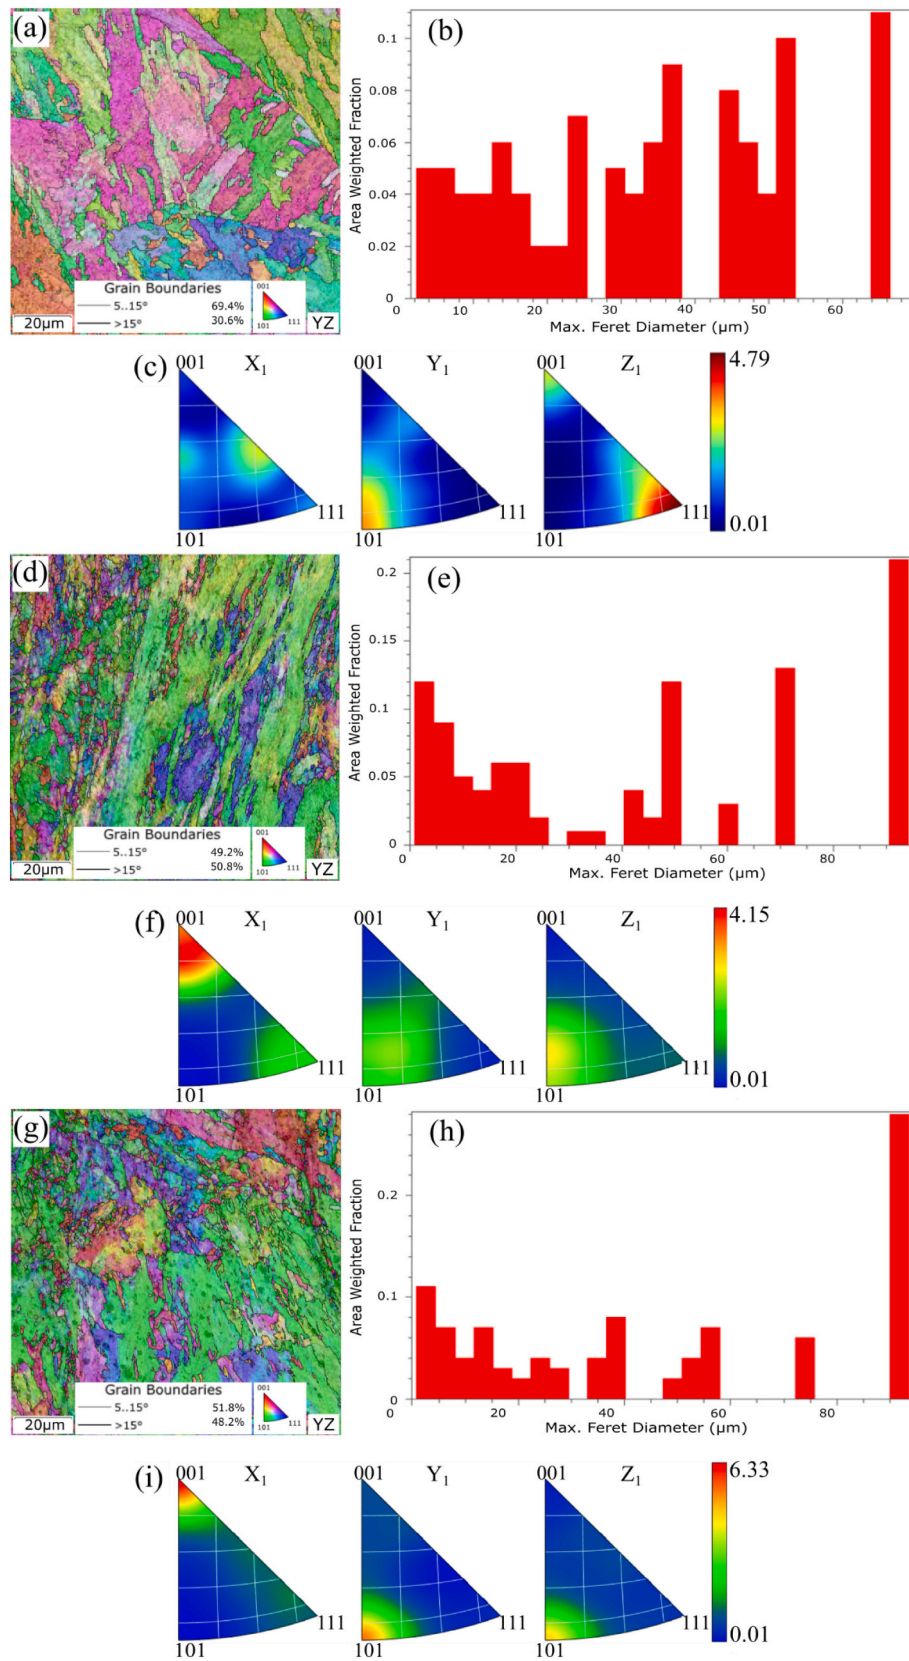 (a)
Grain Boundaries
5..15° 69.4%
>15° 30.6%
001
101 111
20µm
YZ
(b)
Area Weighted Fraction
0.1
0.08
0.06
0.04
0.02
0
0 10 20 30 40 50 60
Max. Feret Diameter (µm)
(c)
001 X1
101 111
001 Y1
101 111
001 Z1
101 111
4.79
0.01
(d)
Grain Boundaries
5..15° 49.2%
>15° 50.8%
001
101 111
20µm
YZ
(e)
Area Weighted Fraction
0.2
0.15
0.1
0.05
0
0 20 40 60 80
Max. Feret Diameter (µm)
(f)
001 X1
101 111
001 Y1
101 111
001 Z1
101 111
4.15
0.01
(g)
Grain Boundaries
5..15° 51.8%
>15° 48.2%
001
101 111
20µm
YZ
(h)
Area Weighted Fraction
0.2
0.1
0
0 20 40 60 80
Max. Feret Diameter (µm)
(i)
001 X1
101 111
001 Y1
101 111
001 Z1
101 111
6.33
0.01